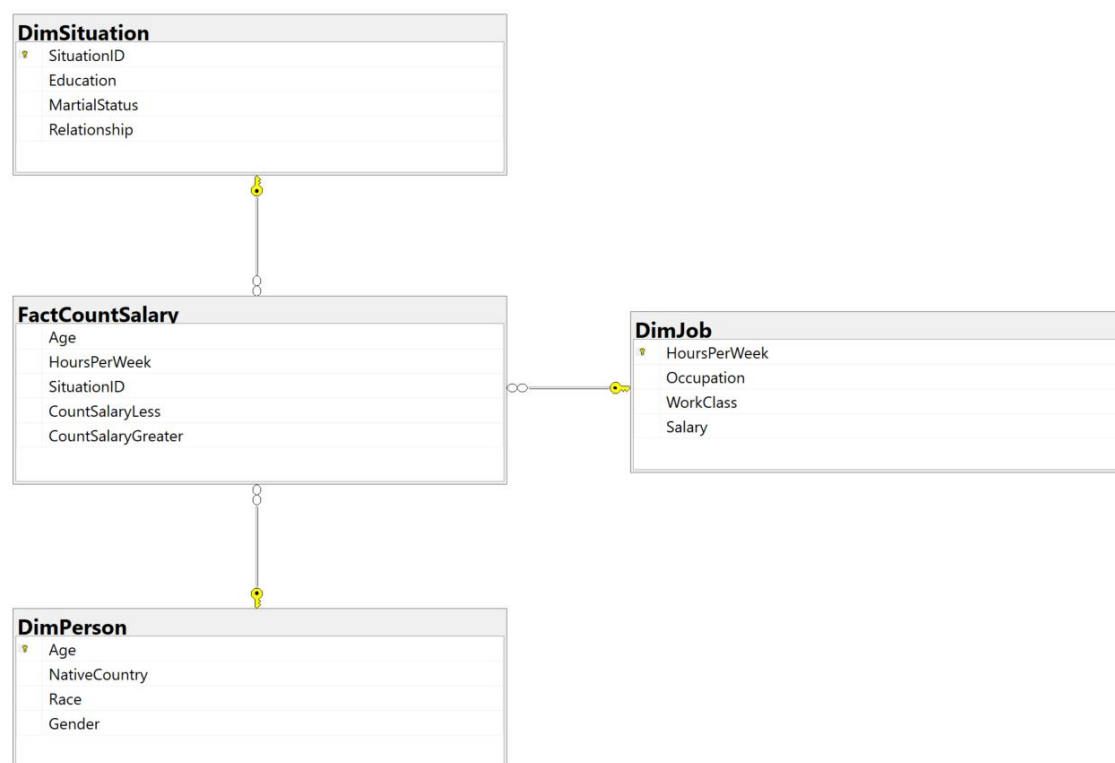 DimSituation
SituationID
Education
MartialStatus
Relationship
FactCountSalary
Age
HoursPerWeek
SituationID
CountSalaryLess
CountSalaryGreater
DimJob
HoursPerWeek
Occupation
WorkClass
Salary
DimPerson
Age
NativeCountry
Race
Gender